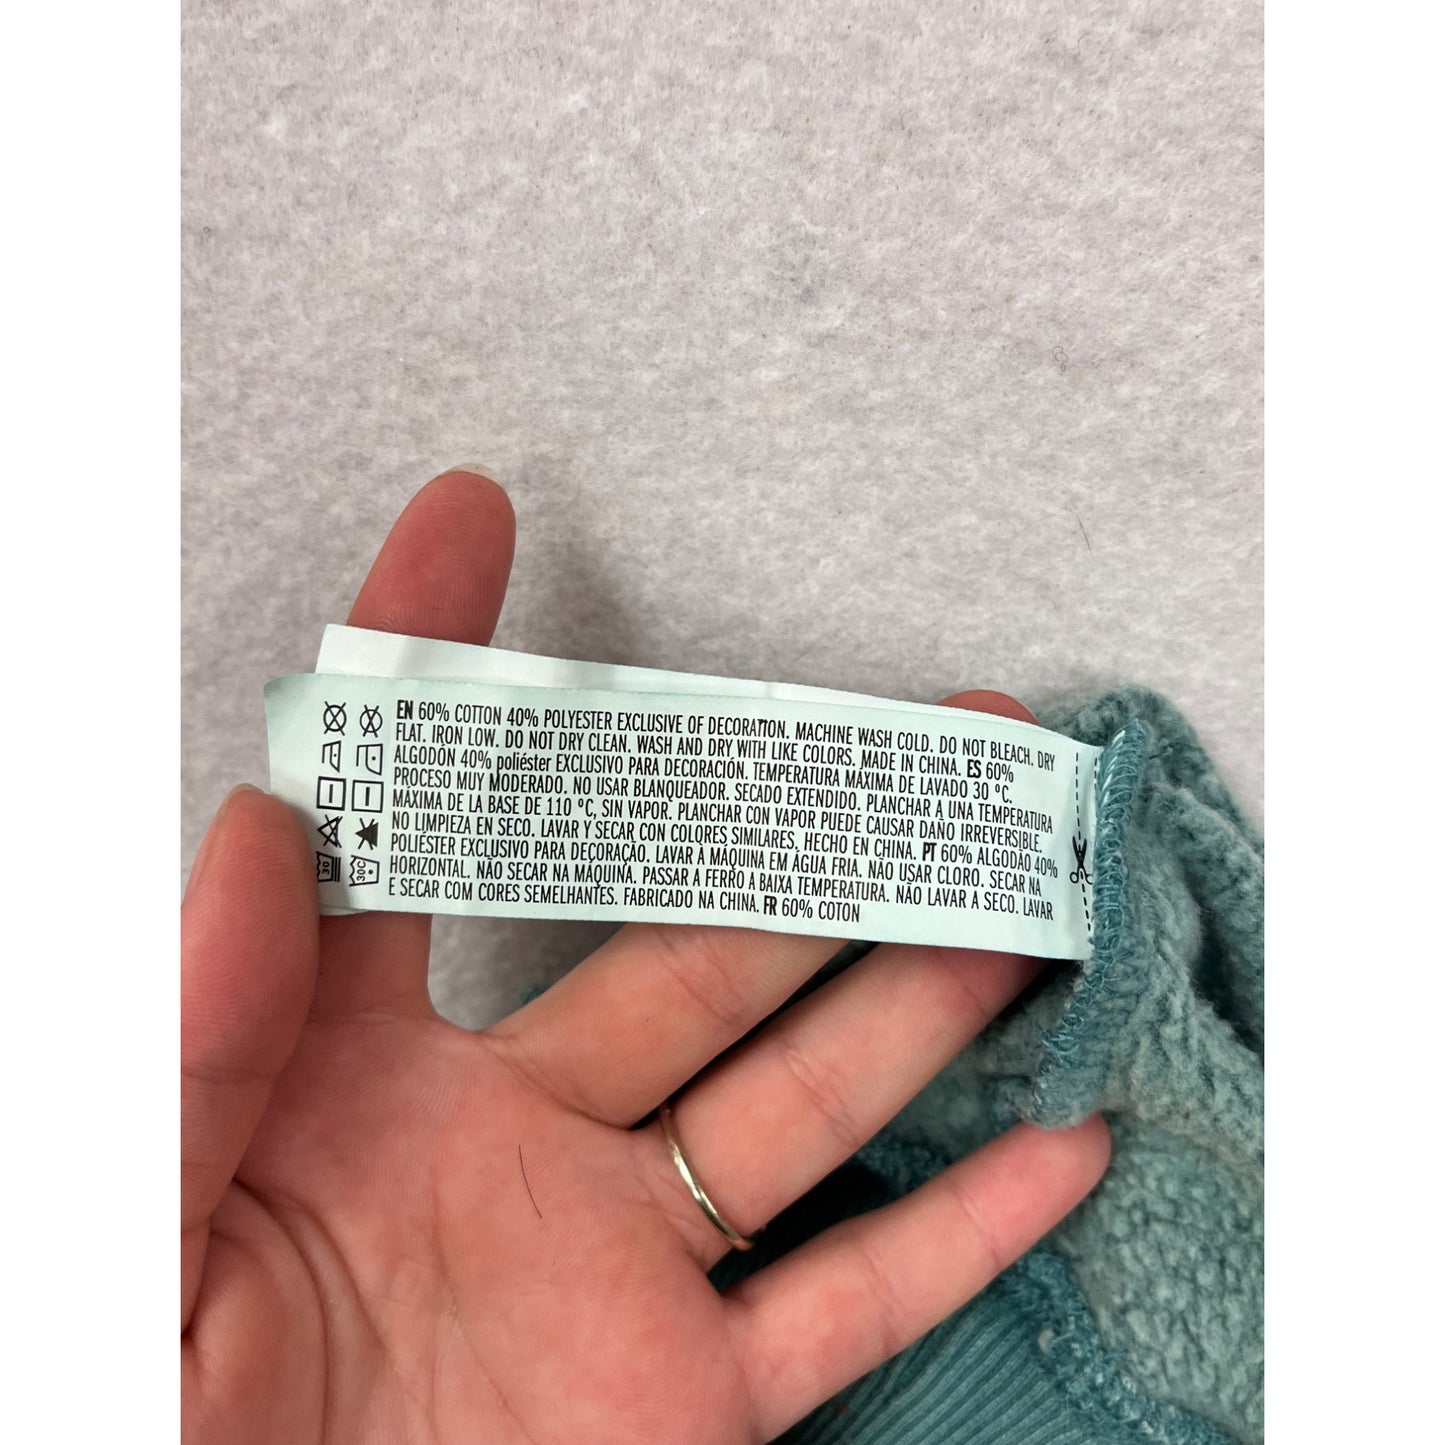 EN 60% COTTON 40% POLYESTER EXCLUSIVE OF DECORATION. MACHINE WASH COLD. DO NOT BLEACH. DRY
FLAT. IRON LOW. DO NOT DRY CLEAN. WASH AND DRY WITH LIKE COLORS. MADE IN CHINA. ES 60%
ALGODÓN 40% poliéster EXCLUSIVO PARA DECORACIÓN. TEMPERATURA MÁXIMA DE LAVADO 30 ºC.
PROCESO MUY MODERADO. NO USAR BLANQUEADOR. SECADO EXTENDIDO. PLANCHAR A UNA TEMPERATURA
MÁXIMA DE LA BASE DE 110 ºC, SIN VAPOR. PLANCHAR CON VAPOR PUEDE CAUSAR DAÑO IRREVERSIBLE.
NO LIMPIEZA EN SECO. LAVAR Y SECAR CON COLORES SIMILARES. HECHO EN CHINA. PT 60% ALGODÃO 40%
POLIÉSTER EXCLUSIVO PARA DECORAÇÃO. LAVAR À MAQUINA EM ÁGUA FRIA. NÃO USAR CLORO. SECAR NA
HORIZONTAL. NÃO SECAR NA MÁQUINA. PASSAR A FERRO A BAIXA TEMPERATURA. NÃO LAVAR A SECO. LAVAR
E SECAR COM CORES SEMELHANTES. FABRICADO NA CHINA. FR 60% COTON
30
30C